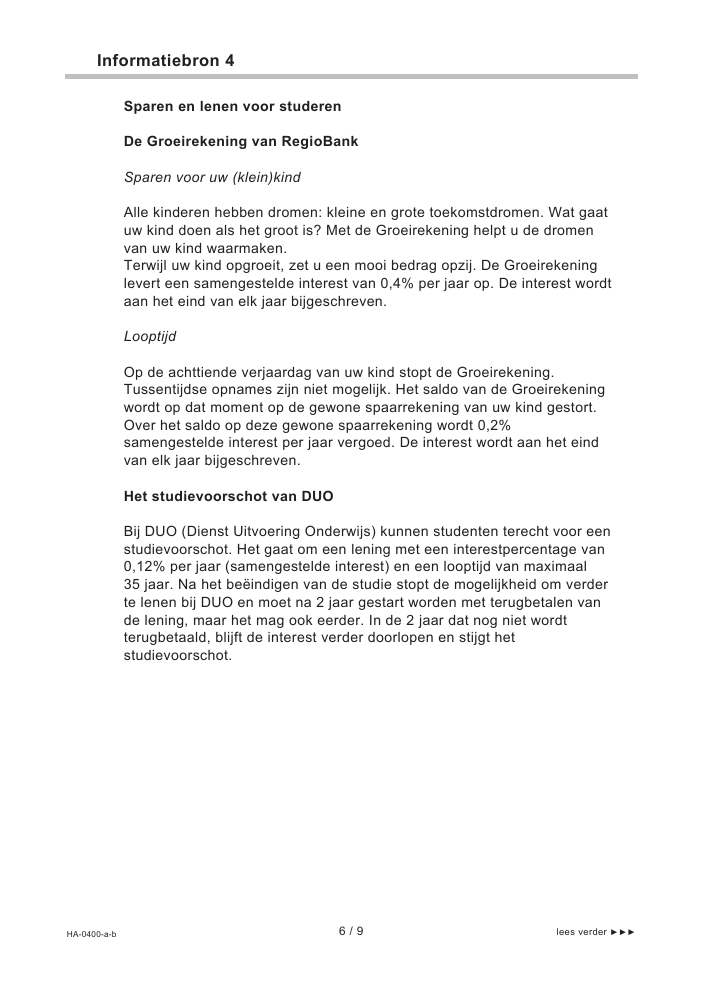 Informatiebron 4
Sparen en lenen voor studeren
De Groeirekening van RegioBank
Sparen voor uw (klein)kind
Alle kinderen hebben dromen: kleine en grote toekomstdromen. Wat gaat
uw kind doen als het groot is? Met de Groeirekening helpt u de dromen
van uw kind waarmaken.
Terwijl uw kind opgroeit, zet u een mooi bedrag opzij. De Groeirekening
levert een samengestelde interest van 0,4% per jaar op. De interest wordt
aan het eind van elk jaar bijgeschreven.
Looptijd
Op de achttiende verjaardag van uw kind stopt de Groeirekening.
Tussentijdse opnames zijn niet mogelijk. Het saldo van de Groeirekening
wordt op dat moment op de gewone spaarrekening van uw kind gestort.
Over het saldo op deze gewone spaarrekening wordt 0,2%
samengestelde interest per jaar vergoed. De interest wordt aan het eind
van elk jaar bijgeschreven.
Het studievoorschot van DUO
Bij DUO (Dienst Uitvoering Onderwijs) kunnen studenten terecht voor een
studievoorschot. Het gaat om een lening met een interestpercentage van
0,12% per jaar (samengestelde interest) en een looptijd van maximaal
35 jaar. Na het beëindigen van de studie stopt de mogelijkheid om verder
te lenen bij DUO en moet na 2 jaar gestart worden met terugbetalen van
de lening, maar het mag ook eerder. In de 2 jaar dat nog niet wordt
terugbetaald, blijft de interest verder doorlopen en stijgt het
studievoorschot.
HA-0400-a-b
6 / 9
lees verder ►►►